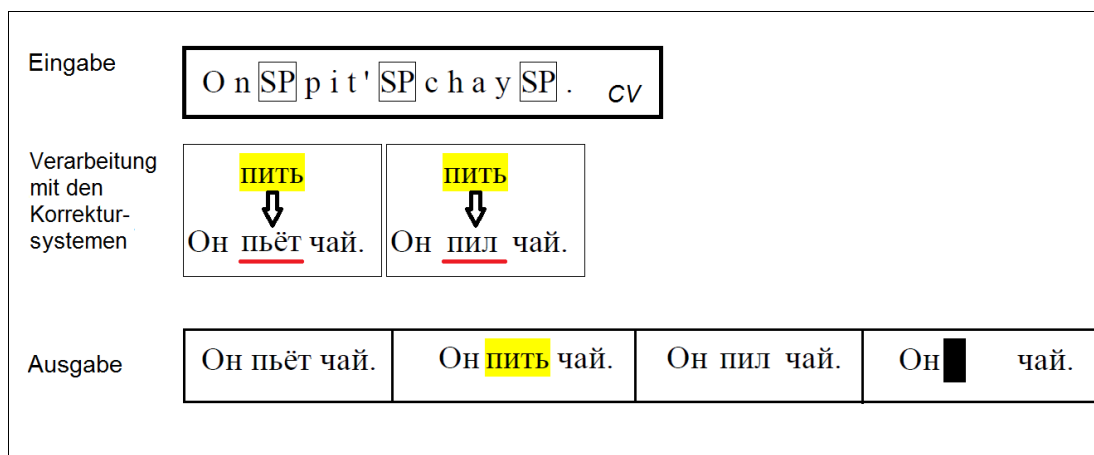 Eingabe
O n SP p i t ' SP c h a y SP . CV
Verarbeitung
mit den
Korrektur-
systemen
пить
Он пьёт чай.
пить
Он пил чай.
Ausgabe
Он пьёт чай.
Он пить чай.
Он пил чай.
Он чай.